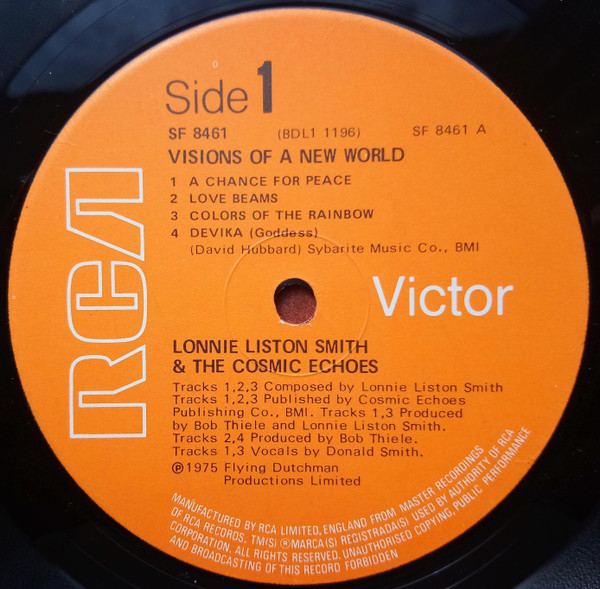 Side 1
SF 8461 (BDL1 1196) SF 8461 A
VISIONS OF A NEW WORLD
1 A CHANCE FOR PEACE
2 LOVE BEAMS
3 COLORS OF THE RAINBOW
4 DEVIKA (Goddess)
(David Hubbard) Sybarite Music Co., BMI
RCA
Victor
LONNIE LISTON SMITH
& THE COSMIC ECHOES
Tracks 1,2,3 Composed by Lonnie Liston Smith
Tracks 1,2,3 Published by Cosmic Echoes
Publishing Co., BMI. Tracks 1,3 Produced
by Bob Thiele and Lonnie Liston Smith.
Tracks 2,4 Produced by Bob Thiele.
Tracks 1,3 Vocals by Donald Smith.
℗1975 Flying Dutchman
Productions Limited
MANUFACTURED BY RCA LIMITED, ENGLAND FROM MASTER RECORDINGS
OF RCA RECORDS, TM(S) ® MARCA(S) REGISTRADA(S) USED BY AUTHORITY OF RCA
CORPORATION. ALL RIGHTS RESERVED. UNAUTHORISED COPYING, PUBLIC PERFORMANCE
AND BROADCASTING OF THIS RECORD FORBIDDEN